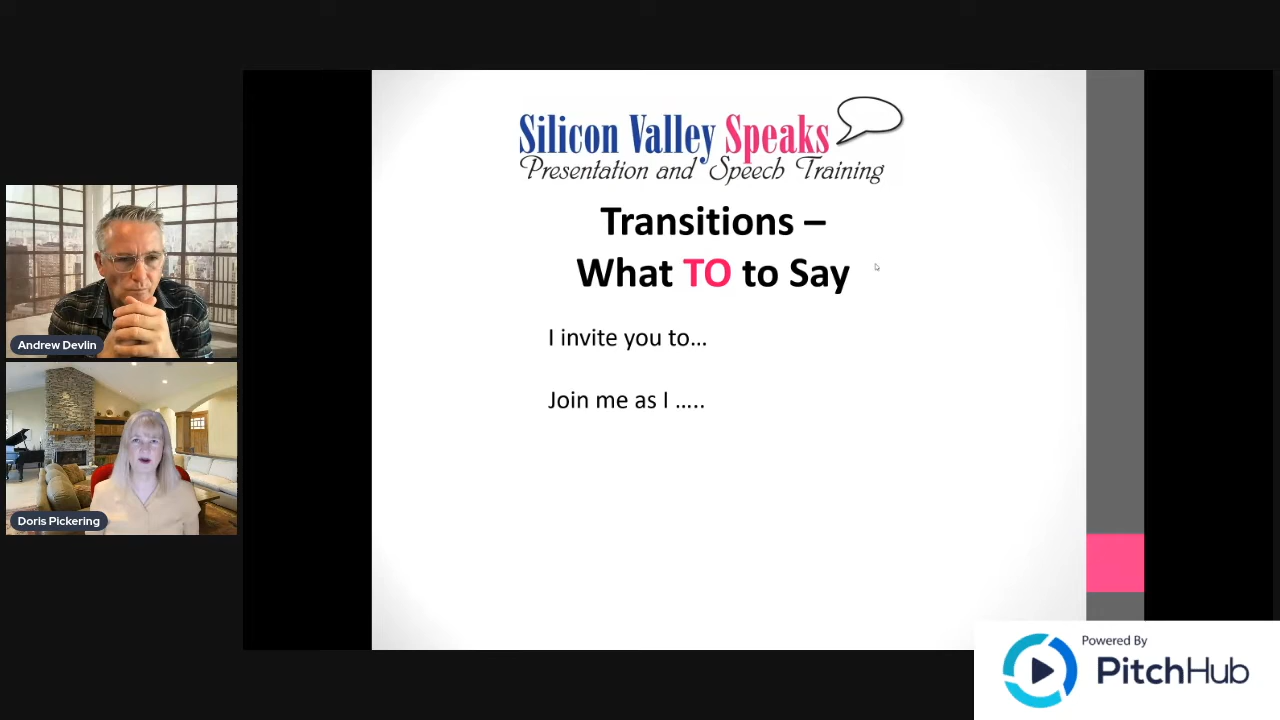 Silicon Valley Speaks
Presentation and Speech Training
Transitions –
What TO to Say
I invite you to...
Join me as I .....
Andrew Devlin
Doris Pickering
Powered By
PitchHub